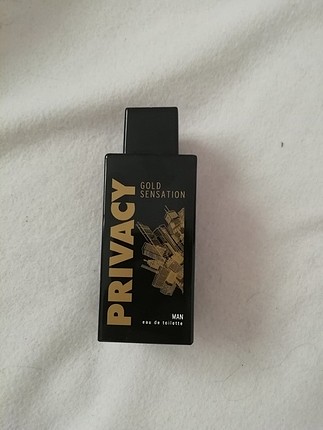 PRIVACY
GOLD
SENSATION
MAN
eau de toilette